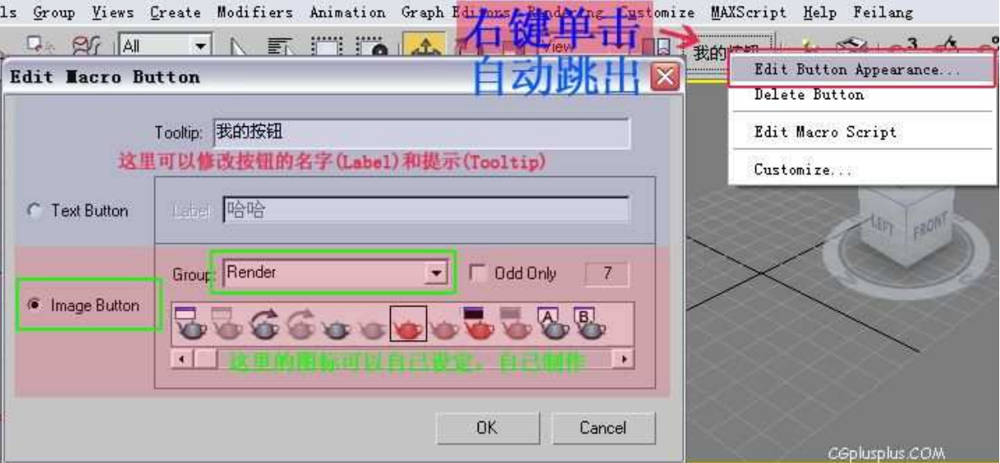 ls Group Views Create Modifiers Animation Graph Editors Rendering Customize MAXScript Help Feilang
右键单击
All
View
我的按钮
3
自动跳出
Edit Macro Button
Edit Button Appearance...
Delete Button
Edit Macro Script
Customize...
Tooltip: 我的按钮
这里可以修改按钮的名字(Label)和提示(Tooltip)
Text Button
Label: 哈哈
LEFT FRONT
Group: Render
Odd Only 7
Image Button
A B
这里的图标可以自己设定，自己制作
OK Cancel
CGplusplus.COM